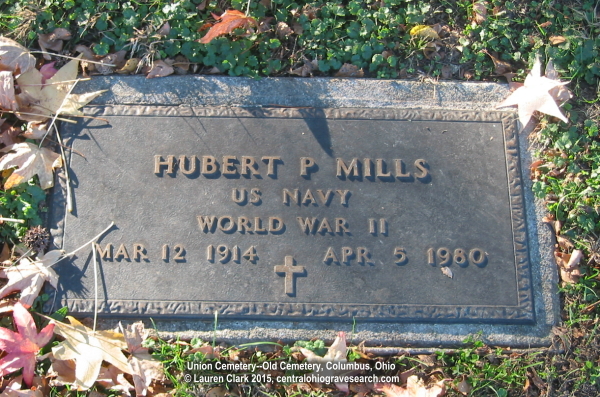 HUBERT P MILLS
US NAVY
WORLD WAR II
MAR 12 1914 APR 5 1980
Union Cemetery--Old Cemetery, Columbus, Ohio
© Lauren Clark 2015, centralohiogravesearch.com